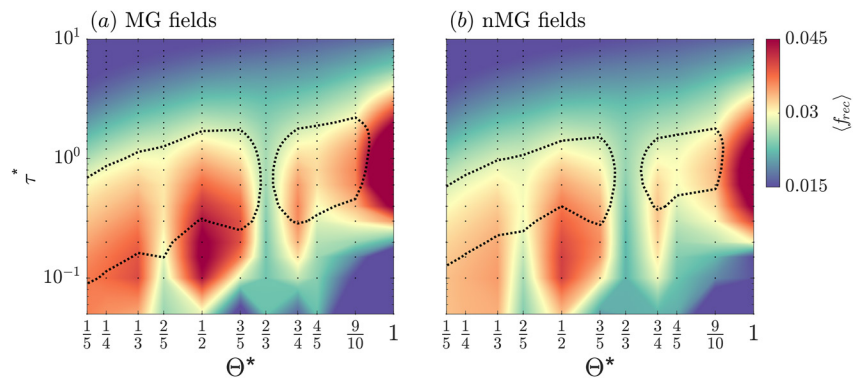 (a) MG fields
(b) nMG fields
10^1
10^0
10^{-1}
τ*
1/5 1/4 1/3 2/5 1/2 3/5 2/3 3/4 4/5 9/10 1
Θ*
1/5 1/4 1/3 2/5 1/2 3/5 2/3 3/4 4/5 9/10 1
Θ*
0.045
0.03
0.015
⟨f_{rec}⟩